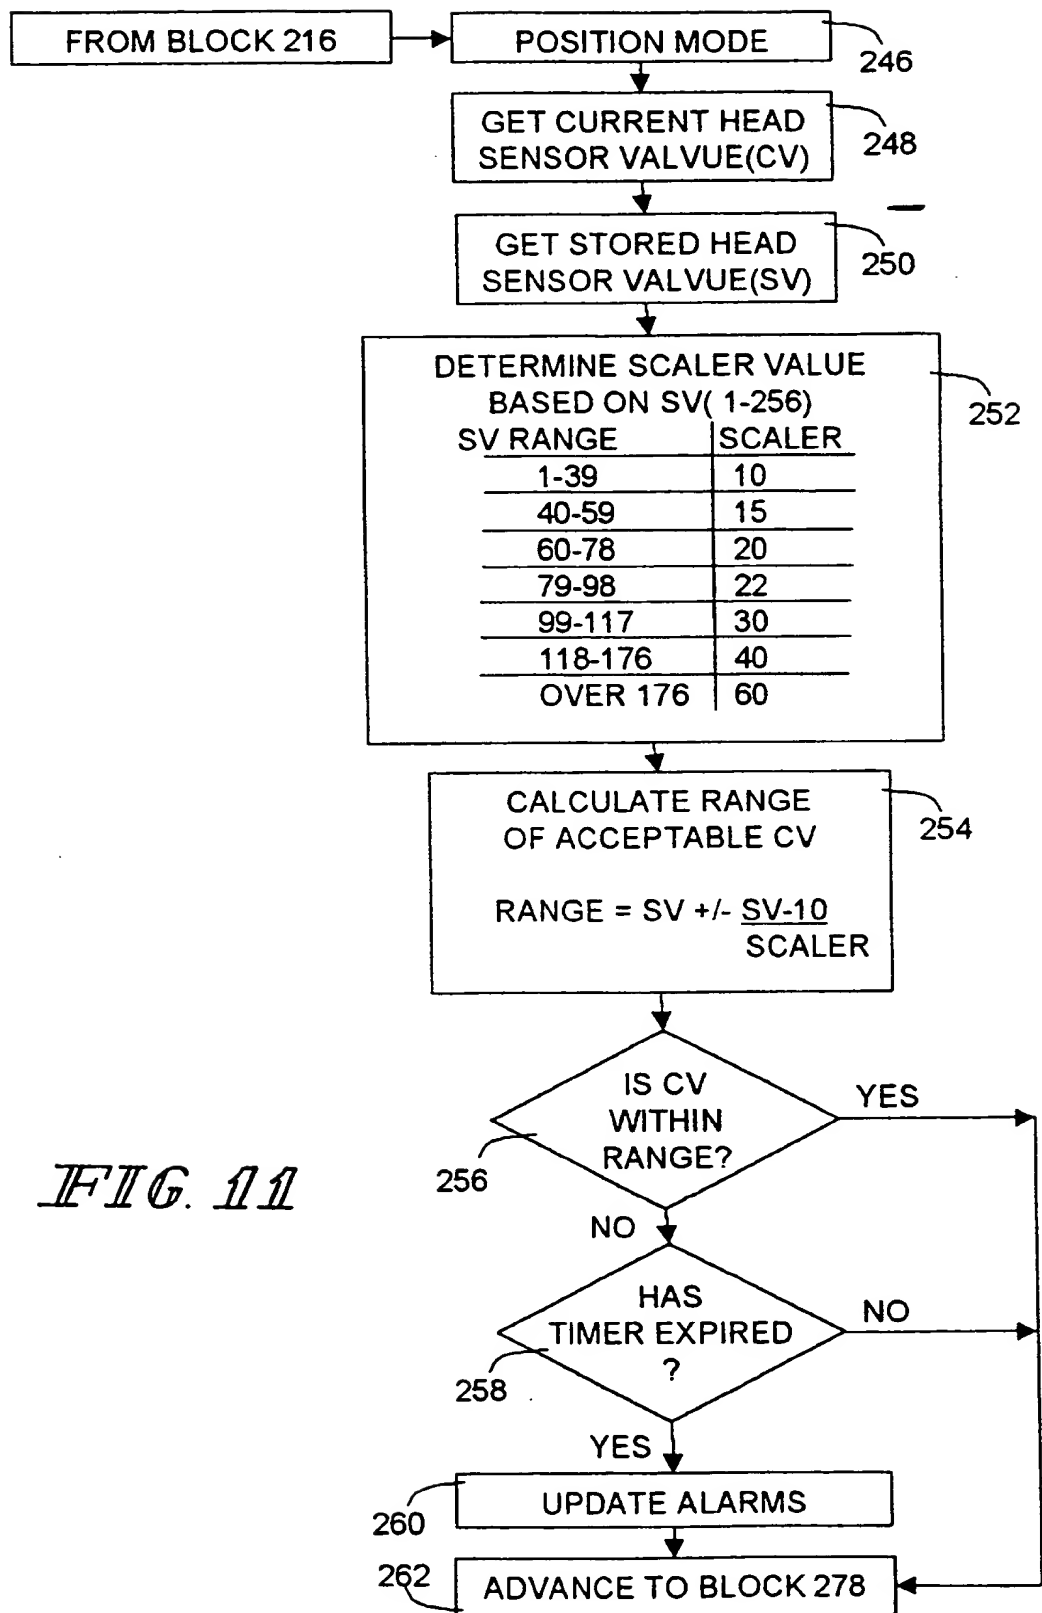 FROM BLOCK 216
POSITION MODE
246
GET CURRENT HEAD
SENSOR VALVUE(CV)
248
GET STORED HEAD
SENSOR VALVUE(SV)
250
DETERMINE SCALER VALUE
BASED ON SV( 1-256)
252
SV RANGE SCALER
1-39 10
40-59 15
60-78 20
79-98 22
99-117 30
118-176 40
OVER 176 60
CALCULATE RANGE
OF ACCEPTABLE CV
254
RANGE = SV +/- SV-10
SCALER
IS CV
WITHIN
RANGE?
YES
256
NO
FIG. 11
HAS
TIMER EXPIRED
?
NO
258
YES
UPDATE ALARMS
260
262
ADVANCE TO BLOCK 278